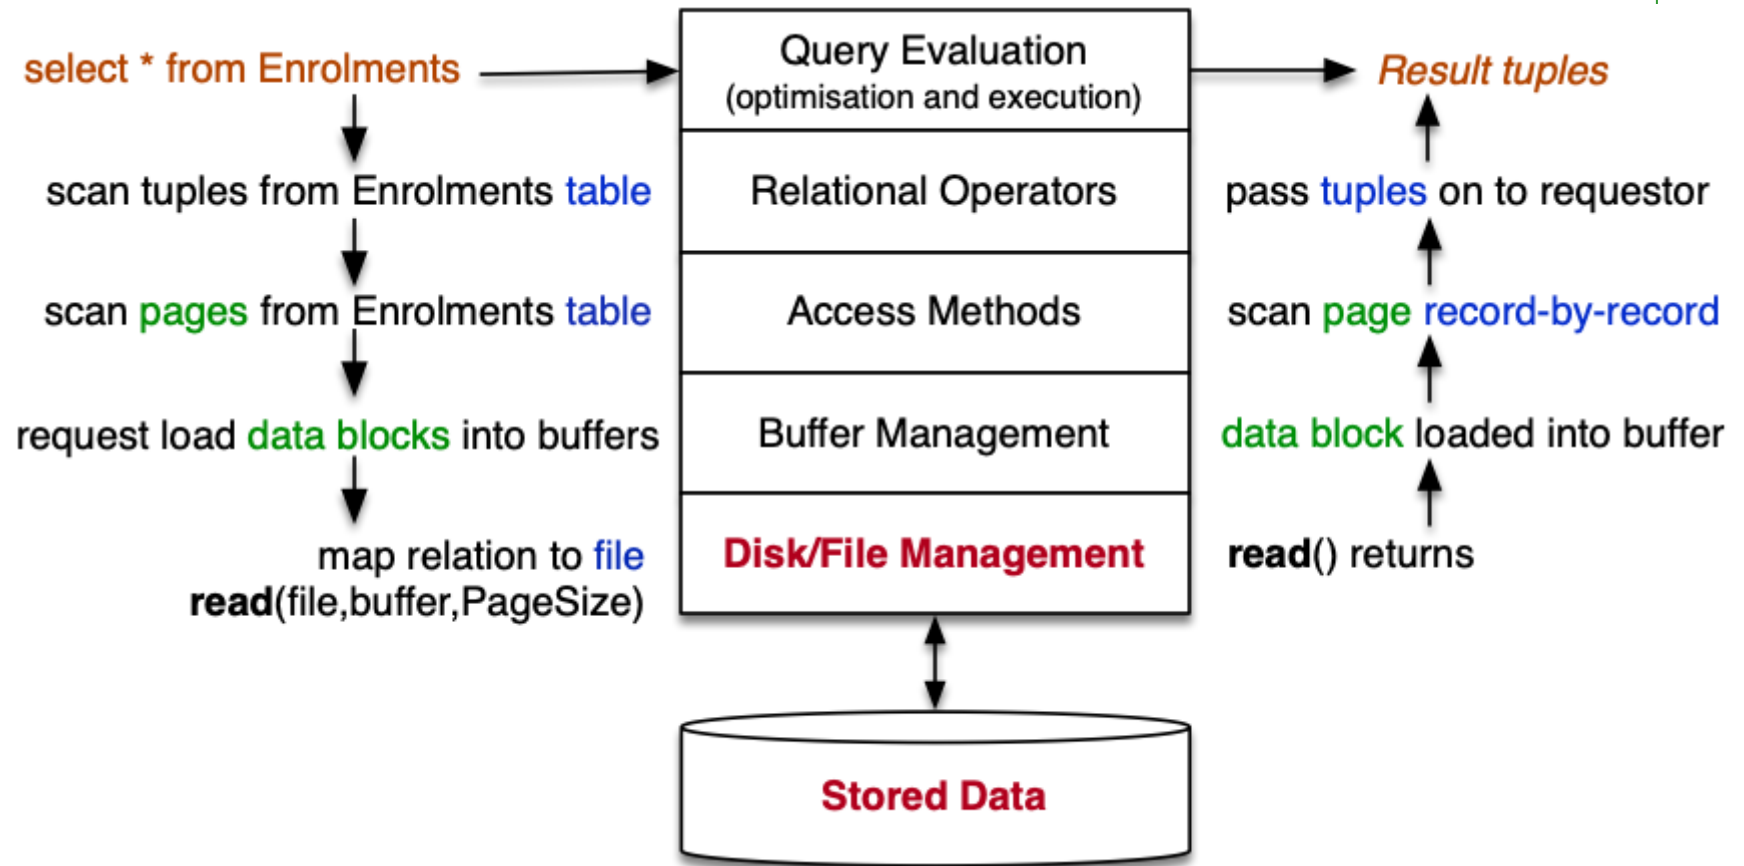 select * from Enrolments
Query Evaluation
(optimisation and execution)
Result tuples
scan tuples from Enrolments table
Relational Operators
pass tuples on to requestor
scan pages from Enrolments table
Access Methods
scan page record-by-record
request load data blocks into buffers
Buffer Management
data block loaded into buffer
map relation to file
read(file,buffer,PageSize)
Disk/File Management
read() returns
Stored Data